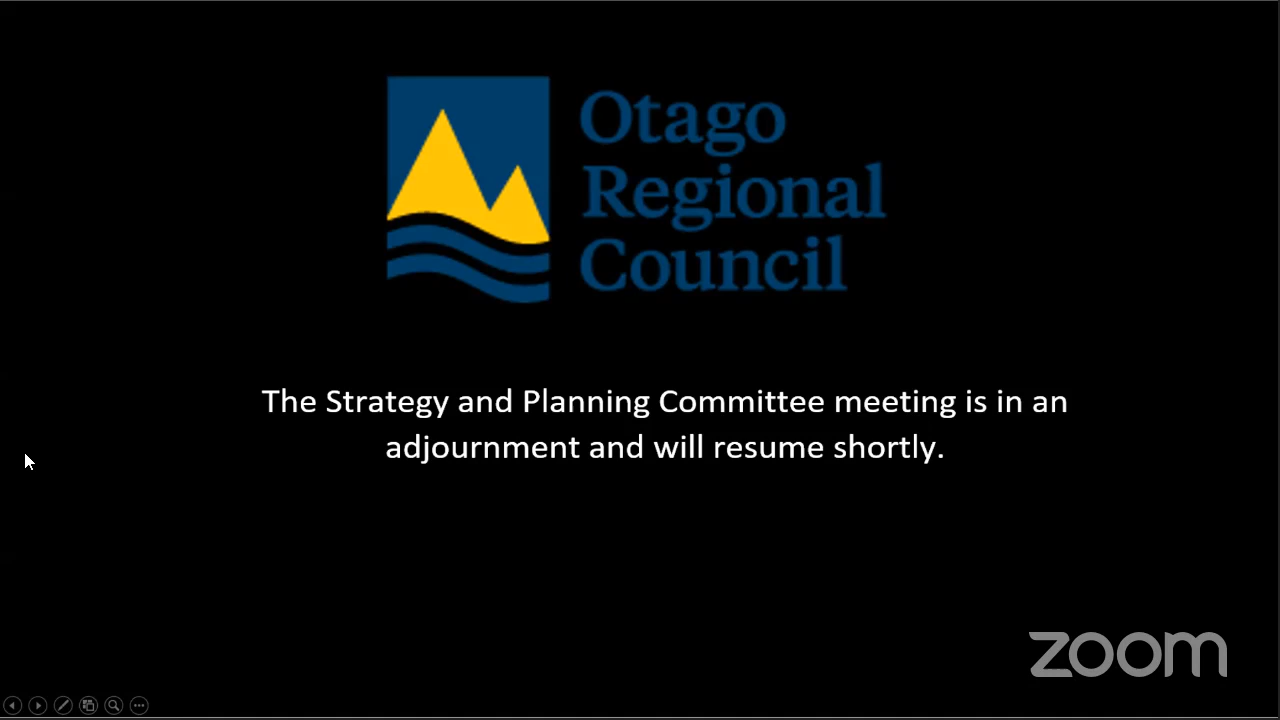 Otago
Regional
Council
The Strategy and Planning Committee meeting is in an
adjournment and will resume shortly.
zoom